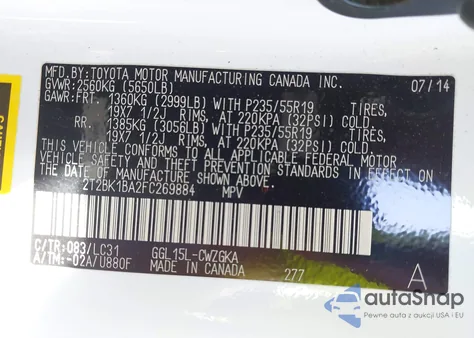 MFD. BY: TOYOTA MOTOR MANUFACTURING CANADA INC. 07/14
GVWR: 2560KG (5650LB)
GAWR: FRT. 1360KG (2999LB) WITH P235/55R19 TIRES,
19X7 1/2J RIMS, AT 220KPA (32PSI) COLD.
RR. 1385KG (3056LB) WITH P235/55R19 TIRES,
19X7 1/2J RIMS, AT 220KPA (32PSI) COLD.
THIS VEHICLE CONFORMS TO ALL APPLICABLE FEDERAL MOTOR
VEHICLE SAFETY AND THEFT PREVENTION STANDARDS IN
EFFECT ON THE DATE OF MANUFACTURE SHOWN ABOVE.
2T2BK1BA2FC269884 MPV
C/TR: 083/LC31 GGL15L-CWZGKA
A/TM: -02A/U880F MADE IN CANADA 277 A
autaShop
Pewne auta z aukcji USA i EU